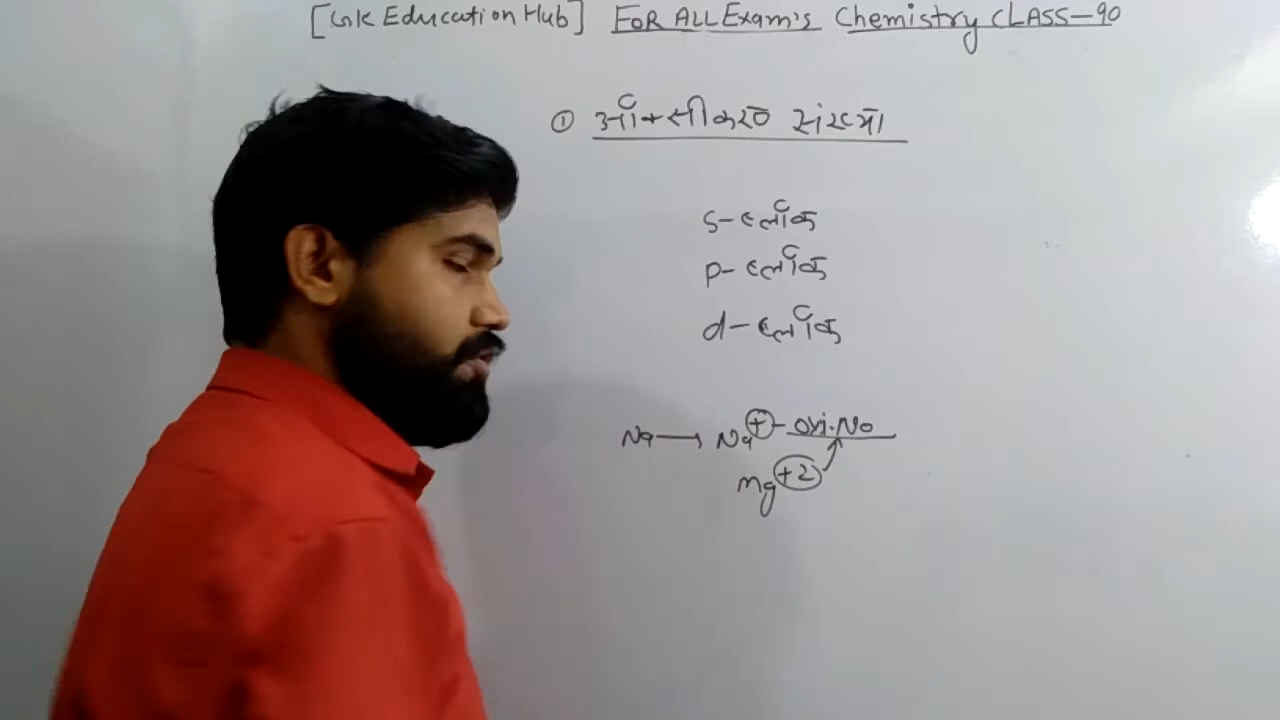 [GK Education Hub] FOR ALL Exam's Chemistry CLASS-90
① ऑक्सीकरण संख्या
s-ब्लॉक
p-ब्लॉक
d-ब्लॉक
Na → Na⁺ - Oxi.No
Mg⁺²